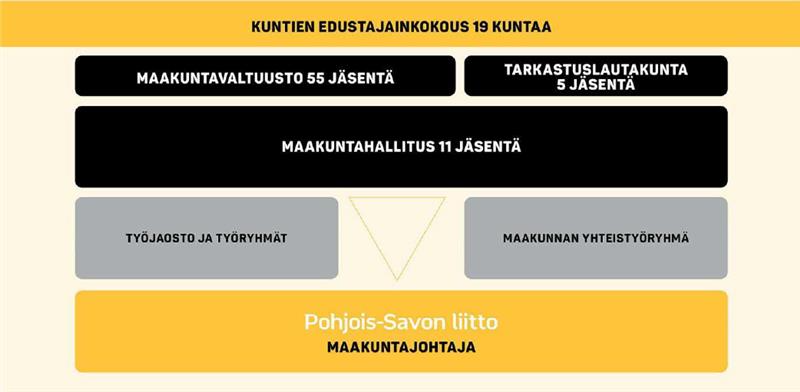 KUNTIEN EDUSTAJAINKOKOUS 19 KUNTAA
MAAKUNTAVALTUUSTO 55 JÄSENTÄ
TARKASTUSLAUTAKUNTA
5 JÄSENTÄ
MAAKUNTAHALLITUS 11 JÄSENTÄ
TYÖJAOSTO JA TYÖRYHMÄT
MAAKUNNAN YHTEISTYÖRYHMÄ
Pohjois-Savon liitto
MAAKUNTAJOHTAJA